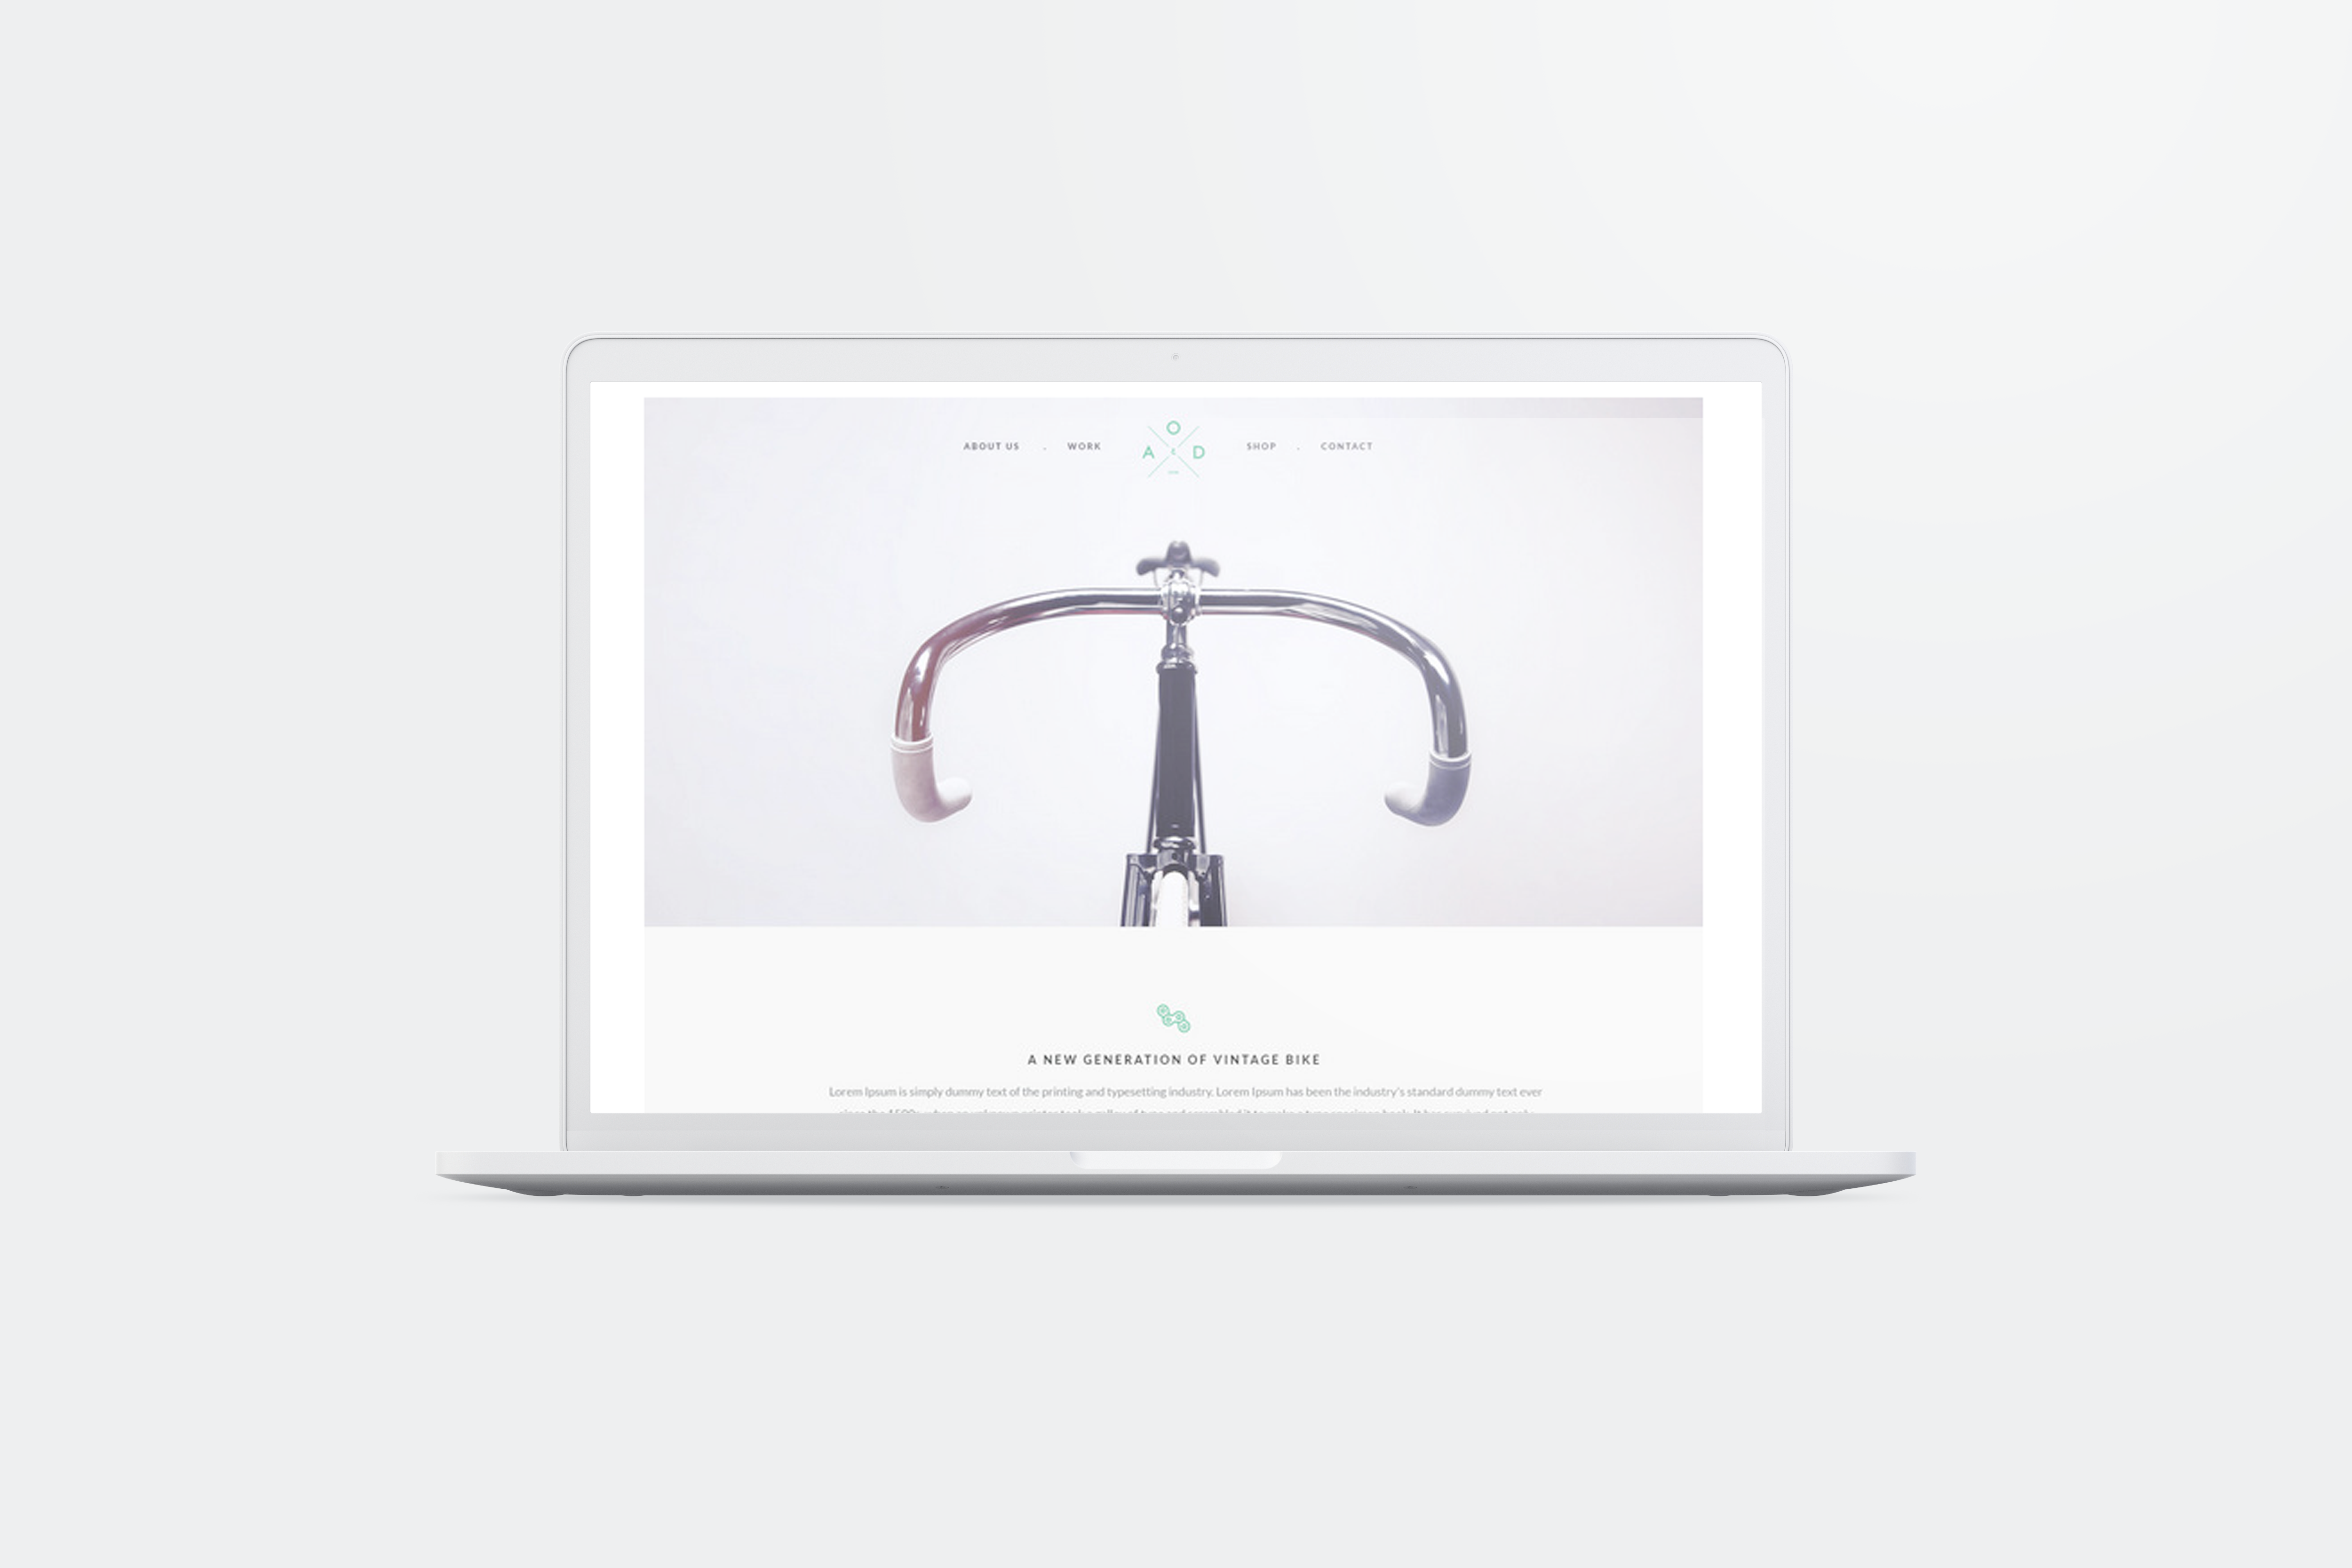 ABOUT US . WORK
O
A & D
SHOP . CONTACT
A NEW GENERATION OF VINTAGE BIKE
Lorem Ipsum is simply dummy text of the printing and typesetting industry. Lorem Ipsum has been the industry's standard dummy text ever